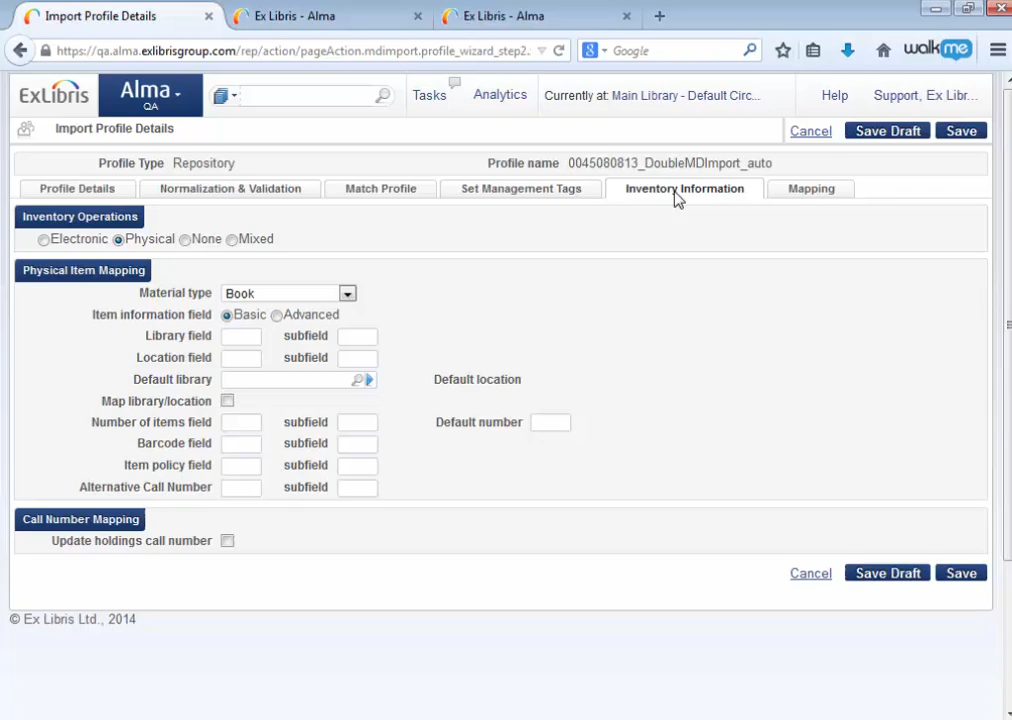 Import Profile Details
Ex Libris - Alma
Ex Libris - Alma
https://qa.alma.exlibrisgroup.com/rep/action/pageAction.mdimport.profile_wizard_step2.
Google
walkme
ExLibris
Alma
QA
Tasks
Analytics
Currently at: Main Library - Default Circ...
Help
Support, Ex Libr...
Import Profile Details
Cancel
Save Draft
Save
Profile Type Repository
Profile name 0045080813_DoubleMDImport_auto
Profile Details
Normalization & Validation
Match Profile
Set Management Tags
Inventory Information
Mapping
Inventory Operations
Electronic Physical None Mixed
Physical Item Mapping
Material type Book
Item information field Basic Advanced
Library field subfield
Location field subfield
Default library Default location
Map library/location
Number of items field subfield Default number
Barcode field subfield
Item policy field subfield
Alternative Call Number subfield
Call Number Mapping
Update holdings call number
Cancel
Save Draft
Save
© Ex Libris Ltd., 2014